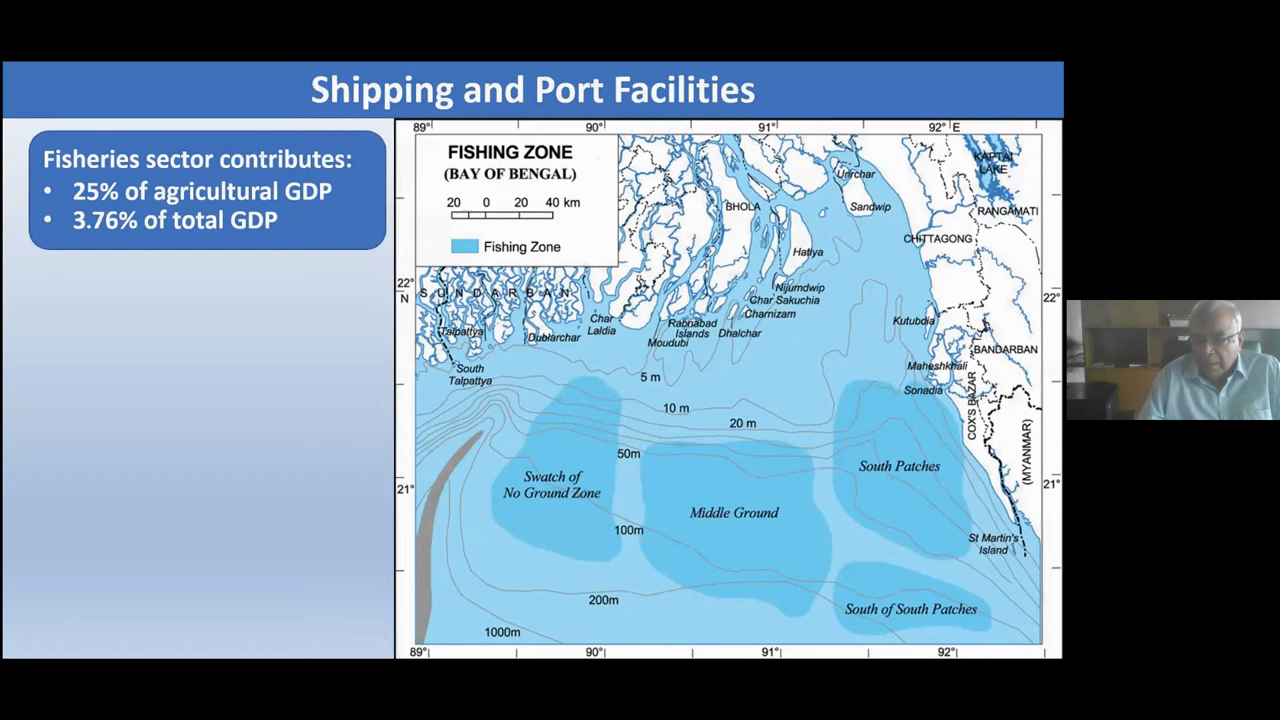 Shipping and Port Facilities
Fisheries sector contributes:
• 25% of agricultural GDP
• 3.76% of total GDP
89° 90° 91° 92° E
FISHING ZONE
(BAY OF BENGAL)
20 0 20 40 km
Fishing Zone
KAPTAI
LAKE
Urirchar
BHOLA
Sandwip
RANGAMATI
CHITTAGONG
Hatiya
22°
N
SUNDARBAN
Nijumdwip
22°
Char Sakuchia
Charnizam
Char
Laldia
Talpattya
Dublarchar
Rabnabad
Islands
Moudubi
Dhalchar
Kutubdia
BANDARBAN
Maheshkhali
Sonadia
COX'S BAZAR
South
Talpattya
5 m
10 m
20 m
50m
(MYANMAR)
South Patches
Swatch of
No Ground Zone
21°
21°
Middle Ground
100m
St Martin's
Island
200m
South of South Patches
1000m
89° 90° 91° 92°